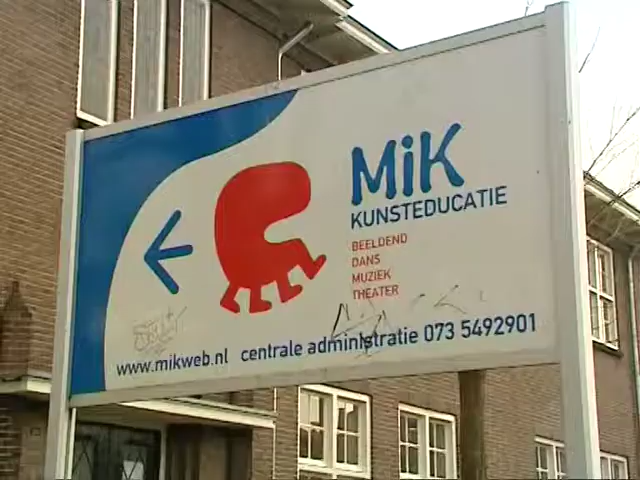 MiK
KUNSTEDUCATIE
BEELDEND
DANS
MUZIEK
THEATER
www.mikweb.nl centrale administratie 073 5492901